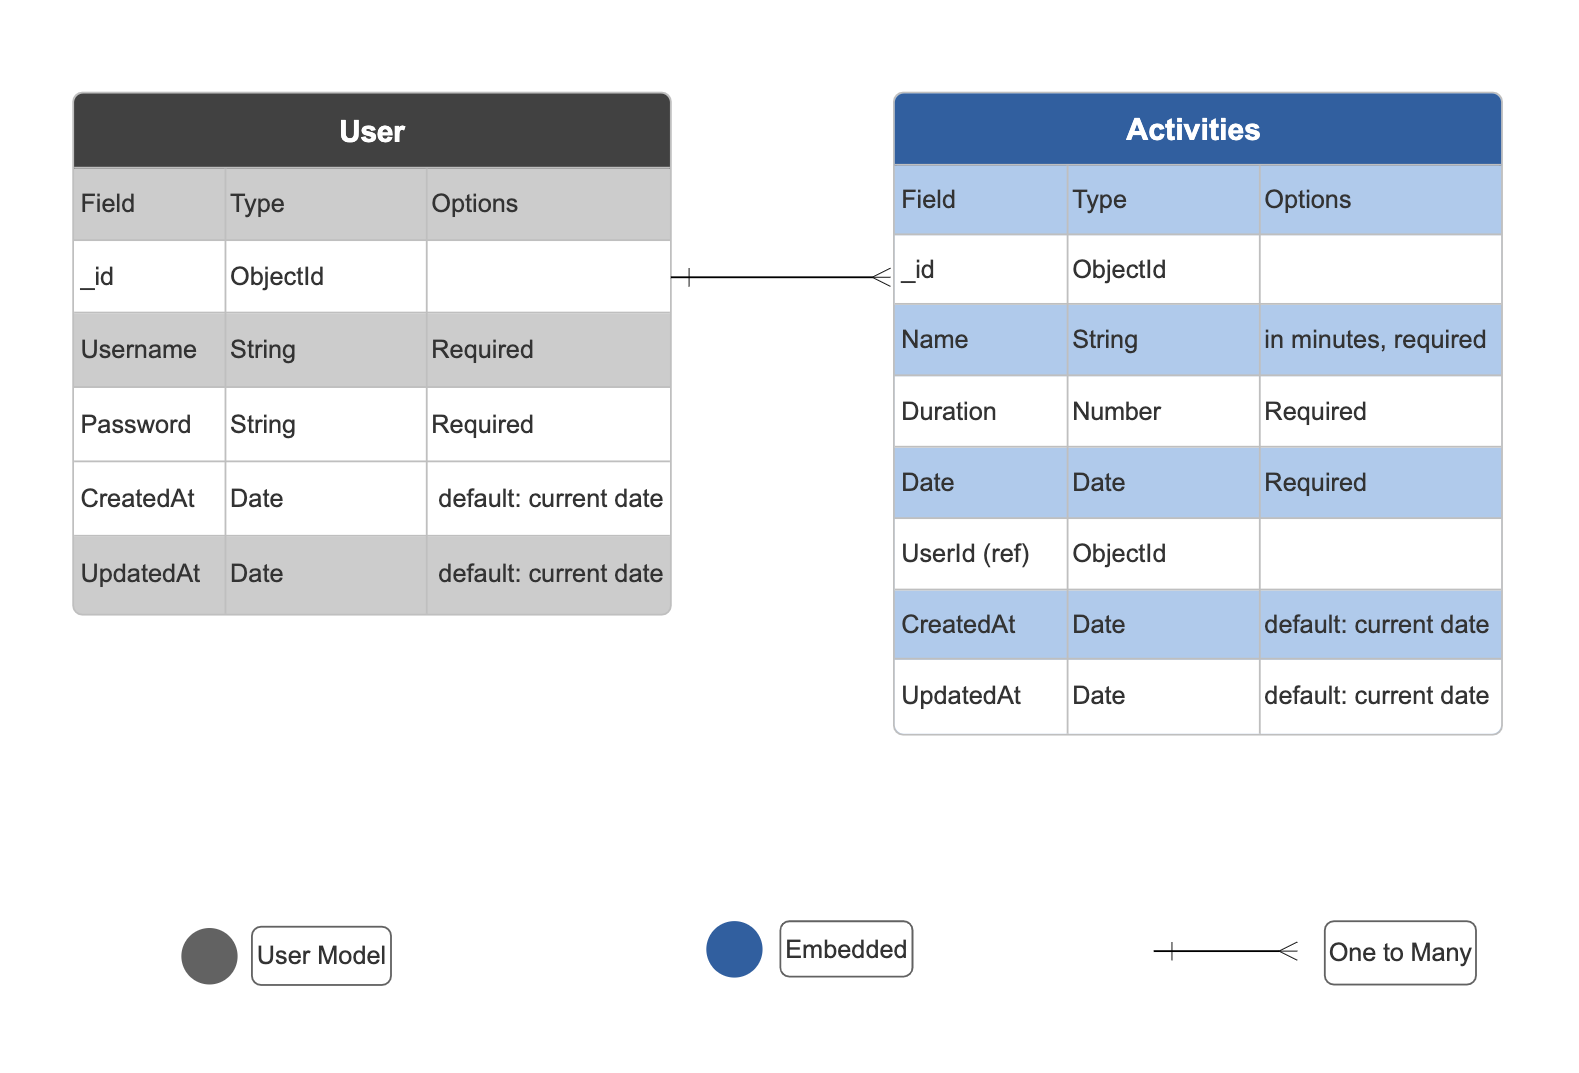 User
Field Type Options
_id ObjectId
Username String Required
Password String Required
CreatedAt Date default: current date
UpdatedAt Date default: current date
Activities
Field Type Options
_id ObjectId
Name String in minutes, required
Duration Number Required
Date Date Required
UserId (ref) ObjectId
CreatedAt Date default: current date
UpdatedAt Date default: current date
User Model
Embedded
One to Many